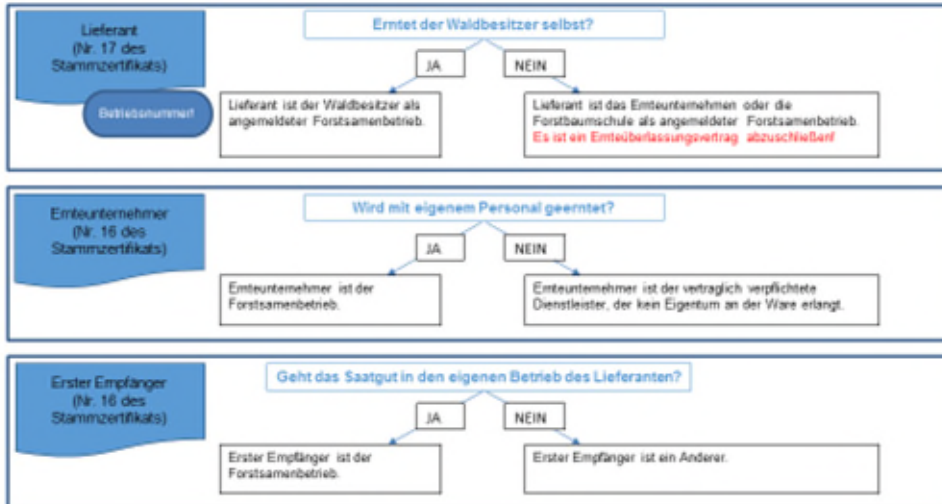 Lieferant
(Nr. 17 des
Stammzertifikats)
Betriebsnummer!
Erntet der Waldbesitzer selbst?
JA
NEIN
Lieferant ist der Waldbesitzer als
angemeldeter Forstsamenbetrieb.
Lieferant ist das Ernteunternehmen oder die
Forstbaumschule als angemeldeter Forstsamenbetrieb.
Es ist ein Ernteüberlassungsvertrag abzuschließen!
Ernteunternehmer
(Nr. 16 des
Stammzertifikats)
Wird mit eigenem Personal geerntet?
JA
NEIN
Ernteunternehmer ist der
Forstsamenbetrieb.
Ernteunternehmer ist der vertraglich verpflichtete
Dienstleister, der kein Eigentum an der Ware erlangt.
Erster Empfänger
(Nr. 16 des
Stammzertifikats)
Geht das Saatgut in den eigenen Betrieb des Lieferanten?
JA
NEIN
Erster Empfänger ist der
Forstsamenbetrieb.
Erster Empfänger ist ein Anderer.